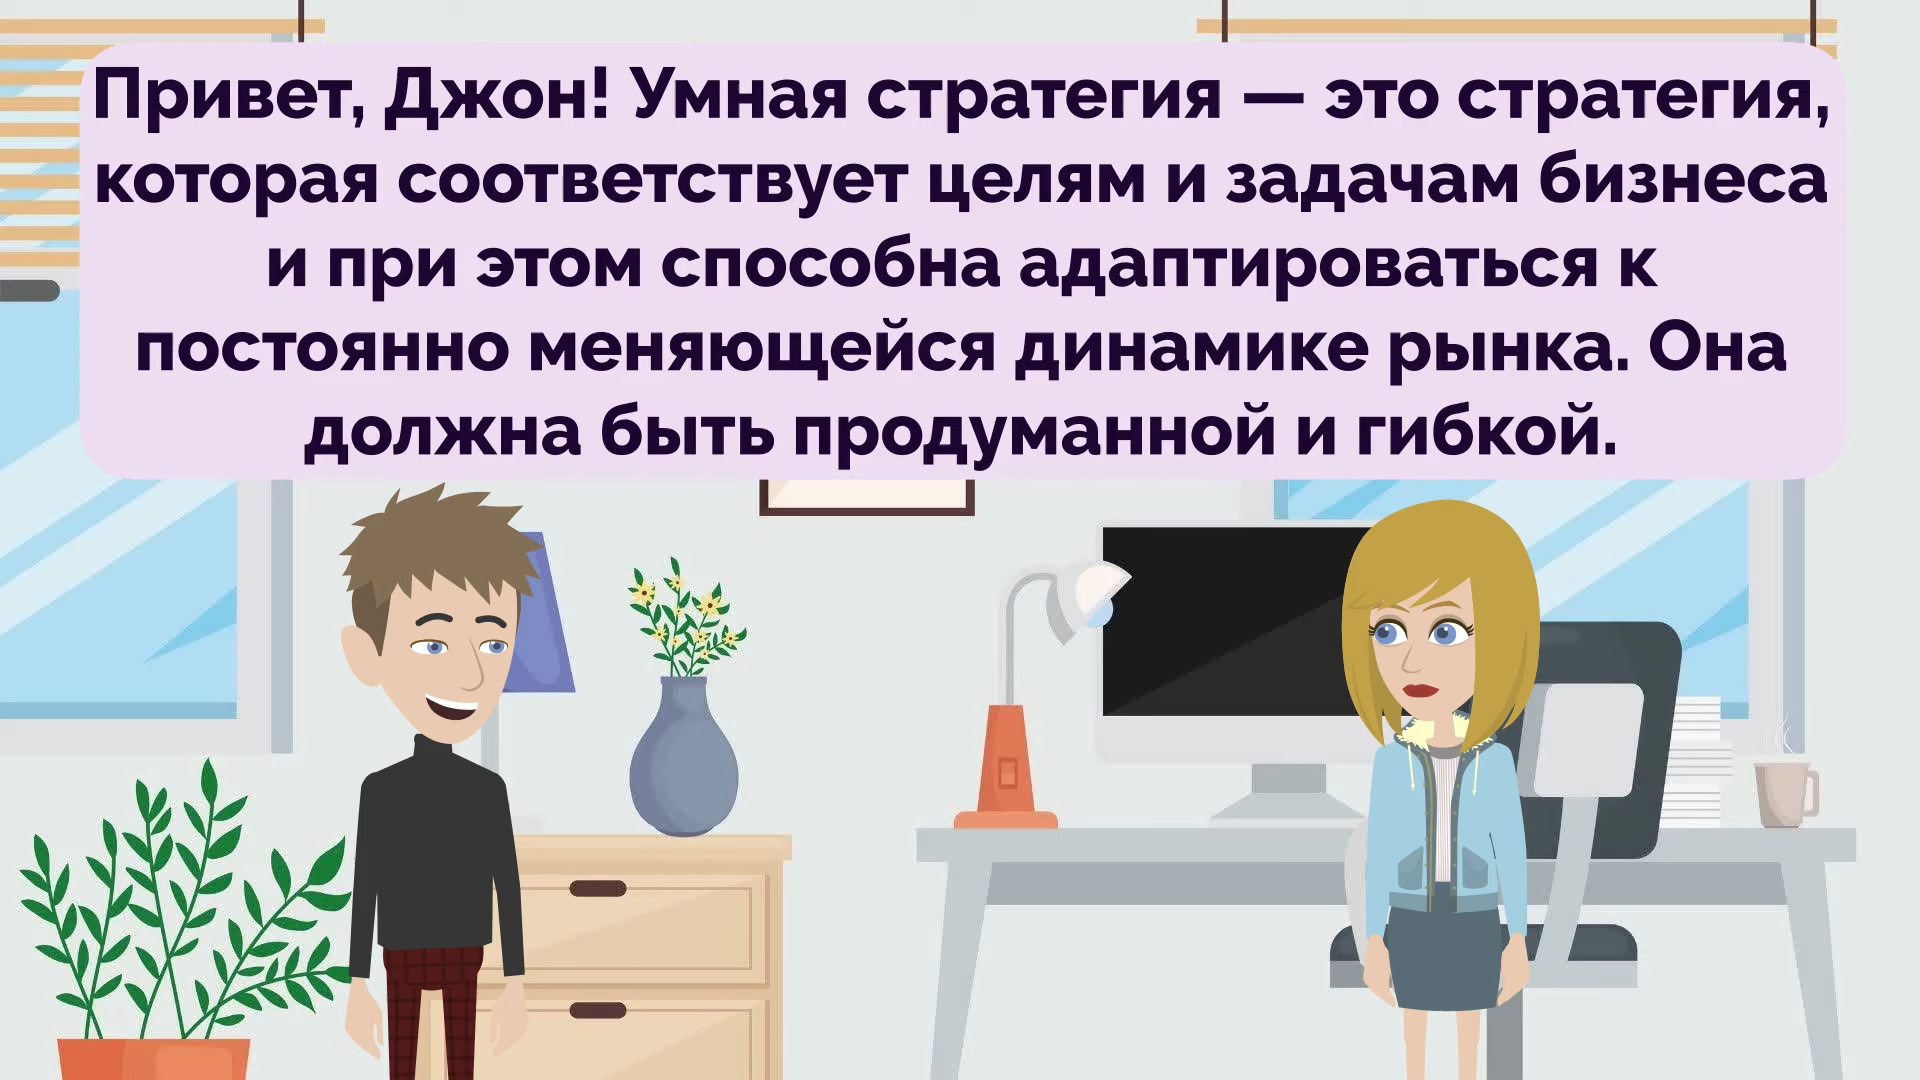 Привет, Джон! Умная стратегия — это стратегия,
которая соответствует целям и задачам бизнеса
и при этом способна адаптироваться к
постоянно меняющейся динамике рынка. Она
должна быть продуманной и гибкой.